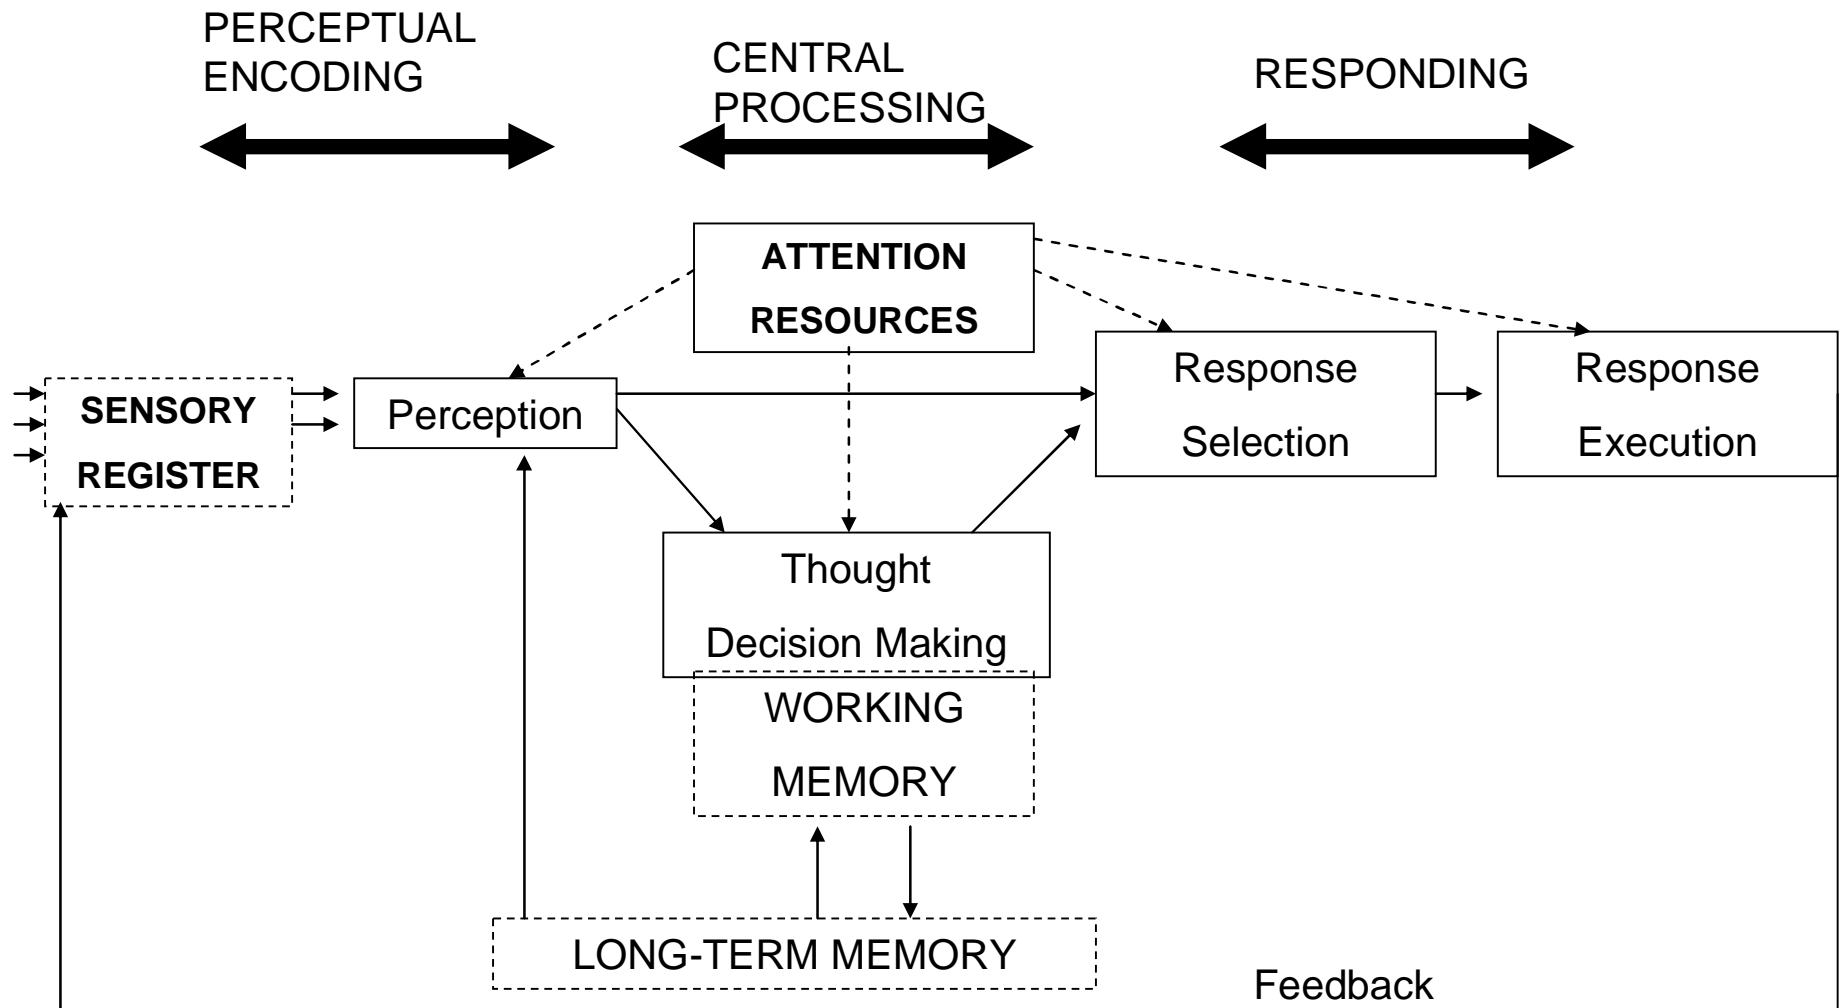 PERCEPTUAL
ENCODING
CENTRAL
PROCESSING
RESPONDING
ATTENTION
RESOURCES
SENSORY
REGISTER
Perception
Response
Selection
Response
Execution
Thought
Decision Making
WORKING
MEMORY
LONG-TERM MEMORY
Feedback